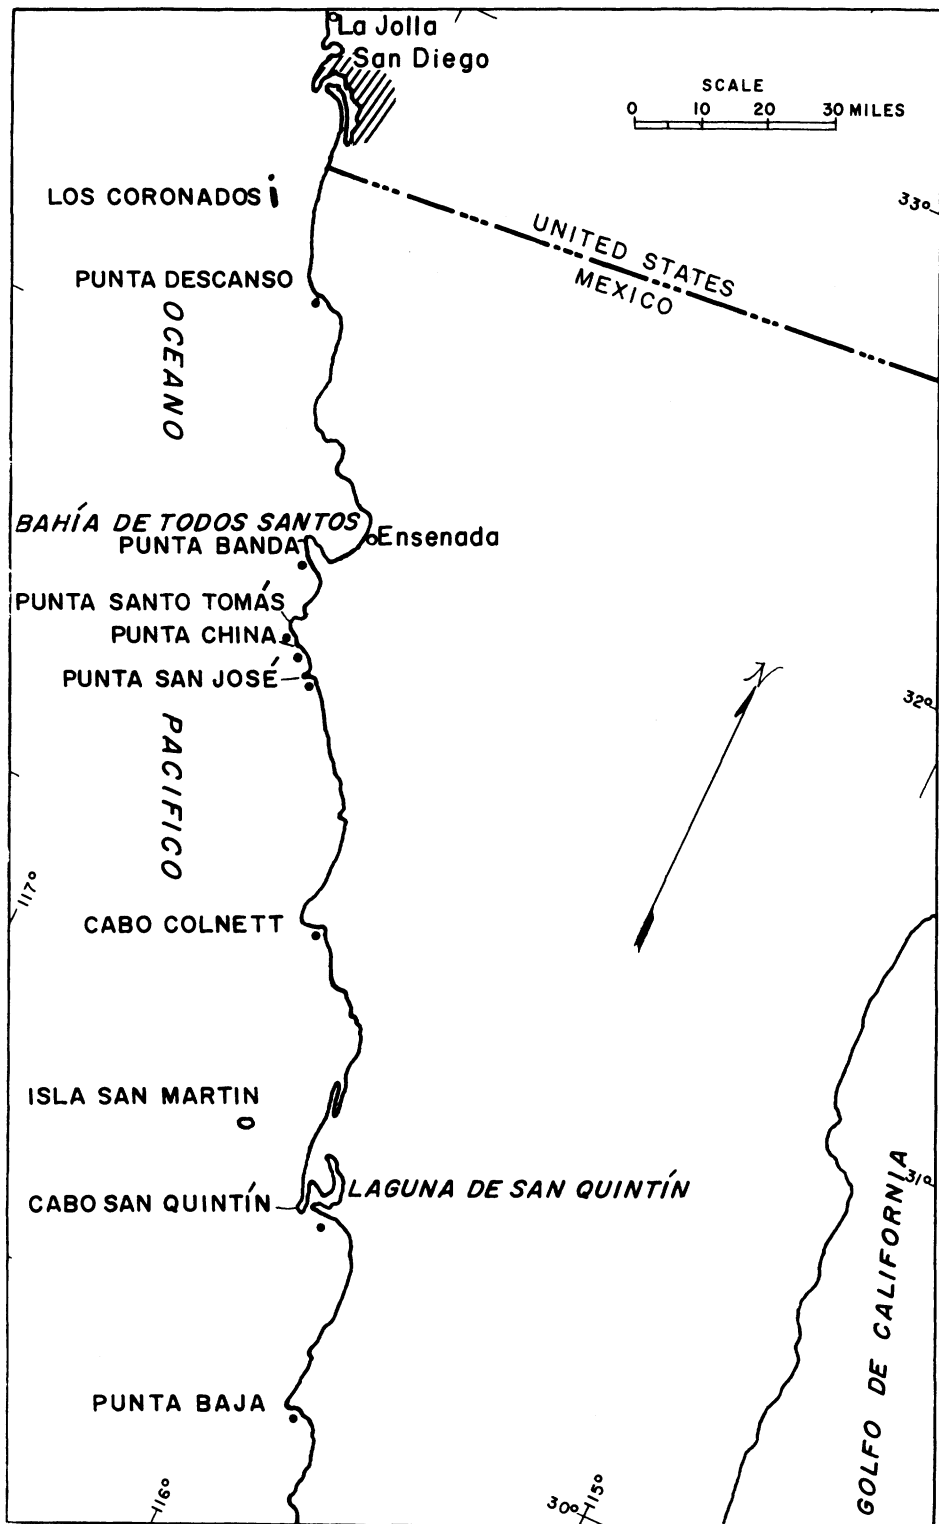 La Jolla
San Diego
SCALE
0 10 20 30 MILES
LOS CORONADOS
33°
UNITED STATES
MEXICO
PUNTA DESCANSO
OCEANO
BAHÍA DE TODOS SANTOS
PUNTA BANDA
Ensenada
PUNTA SANTO TOMÁS
PUNTA CHINA
PUNTA SAN JOSÉ
N
32°
PACIFICO
117°
CABO COLNETT
ISLA SAN MARTIN
31°
LAGUNA DE SAN QUINTÍN
CABO SAN QUINTÍN
GOLFO DE CALIFORNIA
PUNTA BAJA
116°
30°
115°